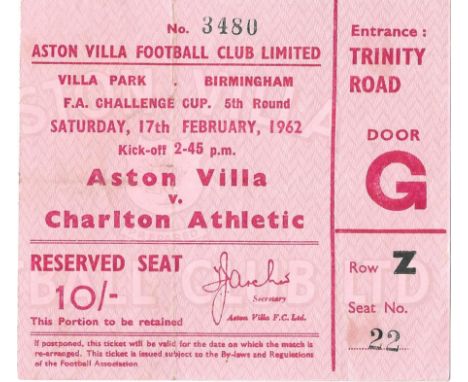 No. 3480
ASTON VILLA FOOTBALL CLUB LIMITED
VILLA PARK . BIRMINGHAM
F.A. CHALLENGE CUP. 5th Round
SATURDAY, 17th FEBRUARY, 1962
Kick-off 2-45 p.m.
Aston Villa
v.
Charlton Athletic
RESERVED SEAT
10/-
This Portion to be retained
Secretary
Aston Villa F.C. Ltd.
If postponed, this ticket will be valid for the date on which the match is
re-arranged. This ticket is issued subject to the By-laws and Regulations
of the Football Association.
Entrance :
TRINITY
ROAD
DOOR
G
Row Z
Seat No.
22